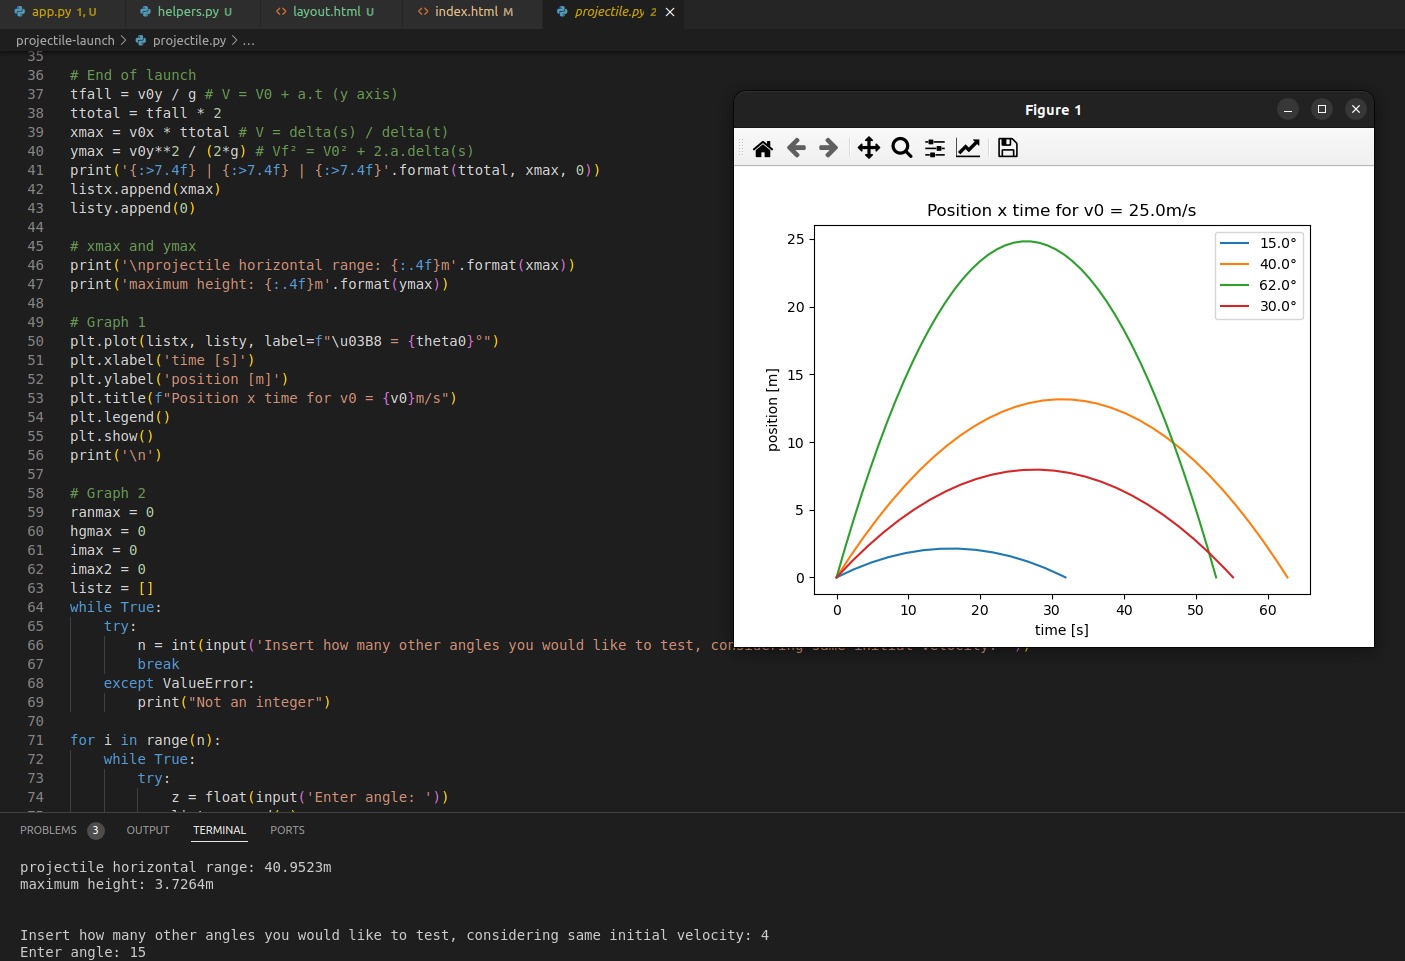 app.py 1, U
helpers.py U
layout.html U
index.html M
projectile.py 2
projectile-launch > projectile.py > ...
35
36 # End of launch
37 tfall = v0y / g # V = V0 + a.t (y axis)
38 ttotal = tfall * 2
39 xmax = v0x * ttotal # V = delta(s) / delta(t)
40 ymax = v0y**2 / (2*g) # Vf² = V0² + 2.a.delta(s)
41 print('{:>7.4f} | {:>7.4f} | {:>7.4f}'.format(ttotal, xmax, 0))
42 listx.append(xmax)
43 listy.append(0)
44
45 # xmax and ymax
46 print('\nprojectile horizontal range: {:.4f}m'.format(xmax))
47 print('maximum height: {:.4f}m'.format(ymax))
48
49 # Graph 1
50 plt.plot(listx, listy, label=f"\u03B8 = {theta0}°")
51 plt.xlabel('time [s]')
52 plt.ylabel('position [m]')
53 plt.title(f"Position x time for v0 = {v0}m/s")
54 plt.legend()
55 plt.show()
56 print('\n')
57
58 # Graph 2
59 ranmax = 0
60 hgmax = 0
61 imax = 0
62 imax2 = 0
63 listz = []
64 while True:
65 try:
66 n = int(input('Insert how many other angles you would like to test, considering same initial velocity: '))
67 break
68 except ValueError:
69 print("Not an integer")
70
71 for i in range(n):
72 while True:
73 try:
74 z = float(input('Enter angle: '))
Figure 1
Position x time for v0 = 25.0m/s
15.0°
40.0°
62.0°
30.0°
25
20
15
10
5
0
position [m]
0 10 20 30 40 50 60
time [s]
PROBLEMS 3 OUTPUT TERMINAL PORTS
projectile horizontal range: 40.9523m
maximum height: 3.7264m
Insert how many other angles you would like to test, considering same initial velocity: 4
Enter angle: 15